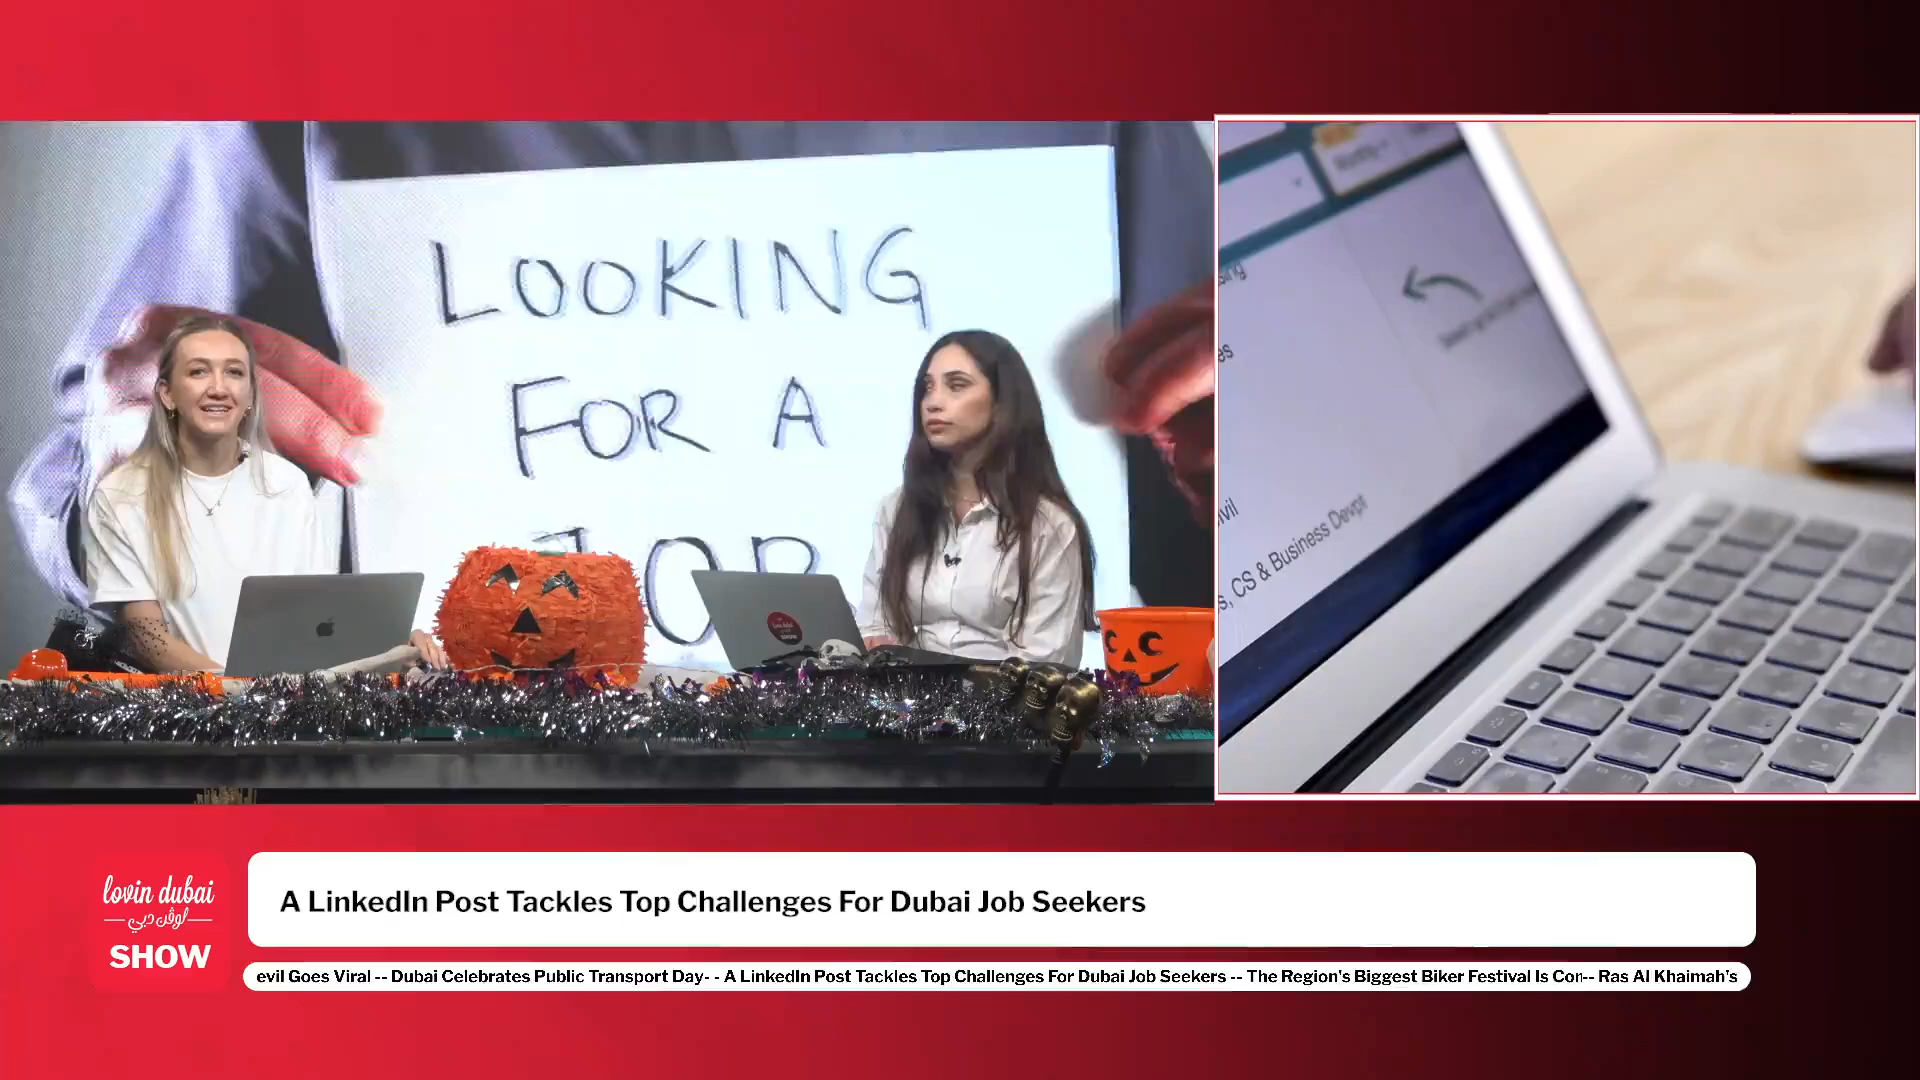 LOOKING
FOR A
JOB
s, CS & Business Devpt
lovin dubai
لوڤن دبي
SHOW
A LinkedIn Post Tackles Top Challenges For Dubai Job Seekers
evil Goes Viral -- Dubai Celebrates Public Transport Day- - A LinkedIn Post Tackles Top Challenges For Dubai Job Seekers -- The Region's Biggest Biker Festival Is Con-- Ras Al Khaimah's